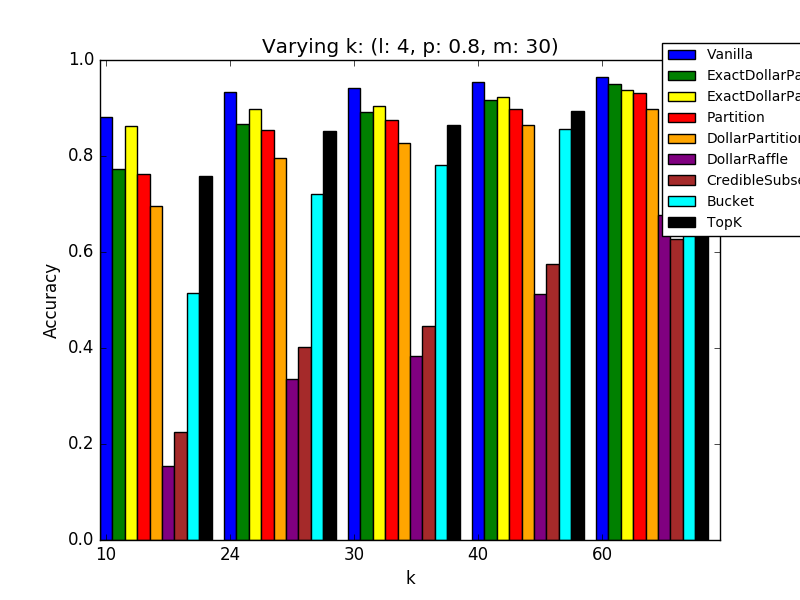 Varying k: (l: 4, p: 0.8, m: 30)
1.0
0.8
0.6
0.4
0.2
0.0
Accuracy
10 24 30 40 60
k
Vanilla
ExactDollarPa
ExactDollarPa
Partition
DollarPartition
DollarRaffle
CredibleSubse
Bucket
TopK